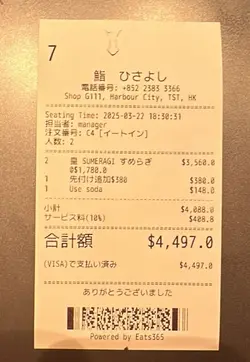 7
鮨 ひさよし
電話番号: +852 2383 3366
Shop G111, Harbour City, TST, HK
Seating Time: 2025-03-22 18:30:31
担当者: manager
注文番号: C4 [イートイン]
人数: 2
2 皇 SUMERAGI すめらぎ $3,560.0
@$1,780.0
1 先付け追加$380 $380.0
1 Use soda $148.0
小計 $4,088.0
サービス料(10%) $408.8
合計額 $4,497.0
(VISA)で支払い済み $4,497.0
ありがとうございました
Powered by Eats365